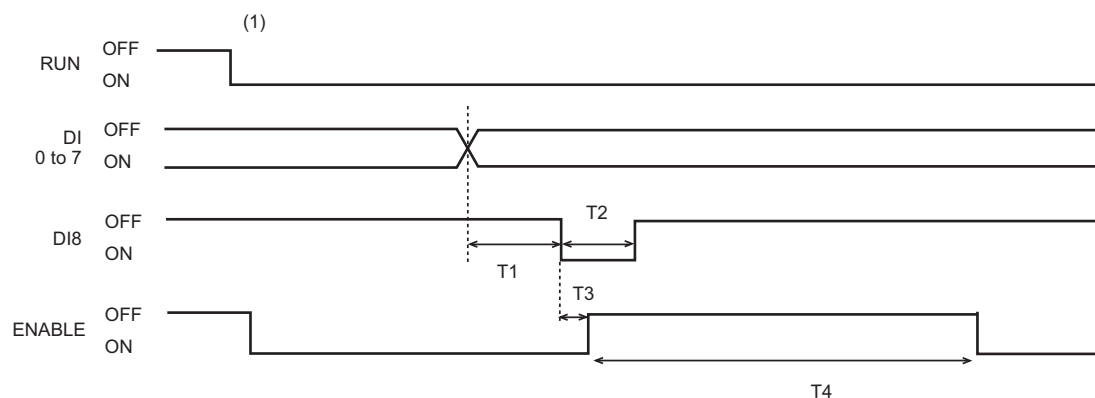 (1)
RUN
OFF
ON
DI
0 to 7
OFF
ON
DI8
OFF
ON
T2
T1
T3
ENABLE
OFF
ON
T4